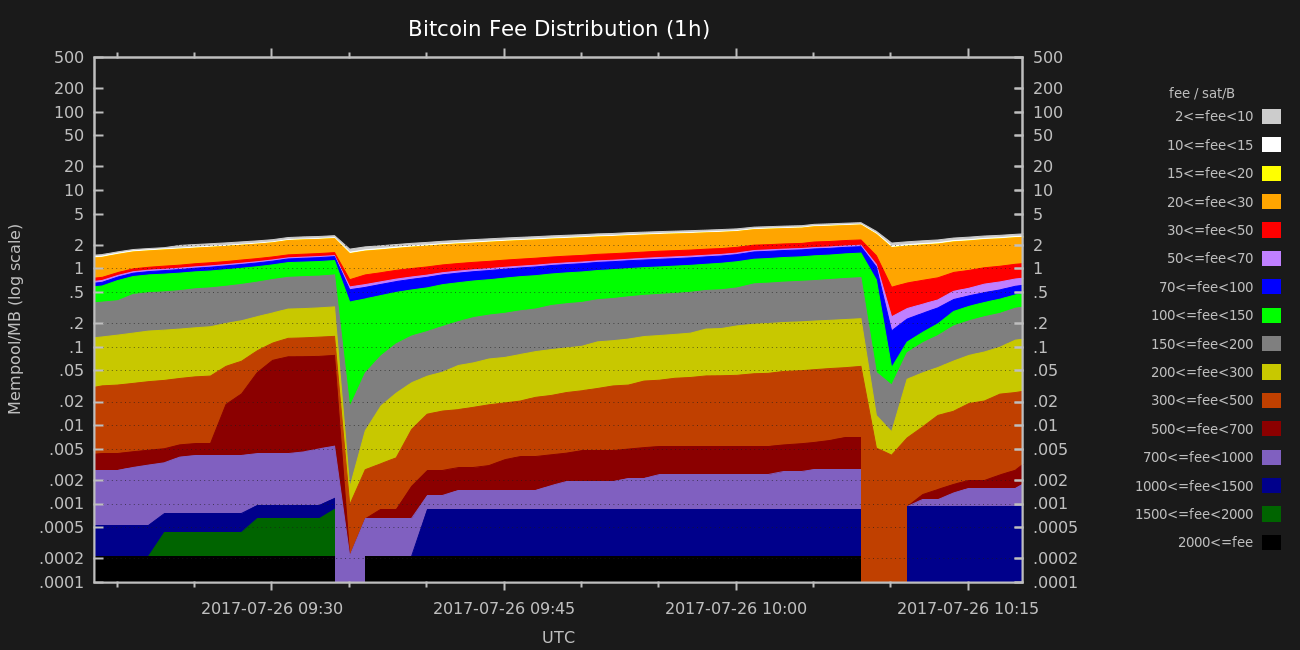 Bitcoin Fee Distribution (1h)
Mempool/MB (log scale)
500
200
100
50
20
10
5
2
1
.5
.2
.1
.05
.02
.01
.005
.002
.001
.0005
.0002
.0001
500
200
100
50
20
10
5
2
1
.5
.2
.1
.05
.02
.01
.005
.002
.001
.0005
.0002
.0001
2017-07-26 09:30
2017-07-26 09:45
2017-07-26 10:00
2017-07-26 10:15
UTC
fee / sat/B
2<=fee<10
10<=fee<15
15<=fee<20
20<=fee<30
30<=fee<50
50<=fee<70
70<=fee<100
100<=fee<150
150<=fee<200
200<=fee<300
300<=fee<500
500<=fee<700
700<=fee<1000
1000<=fee<1500
1500<=fee<2000
2000<=fee